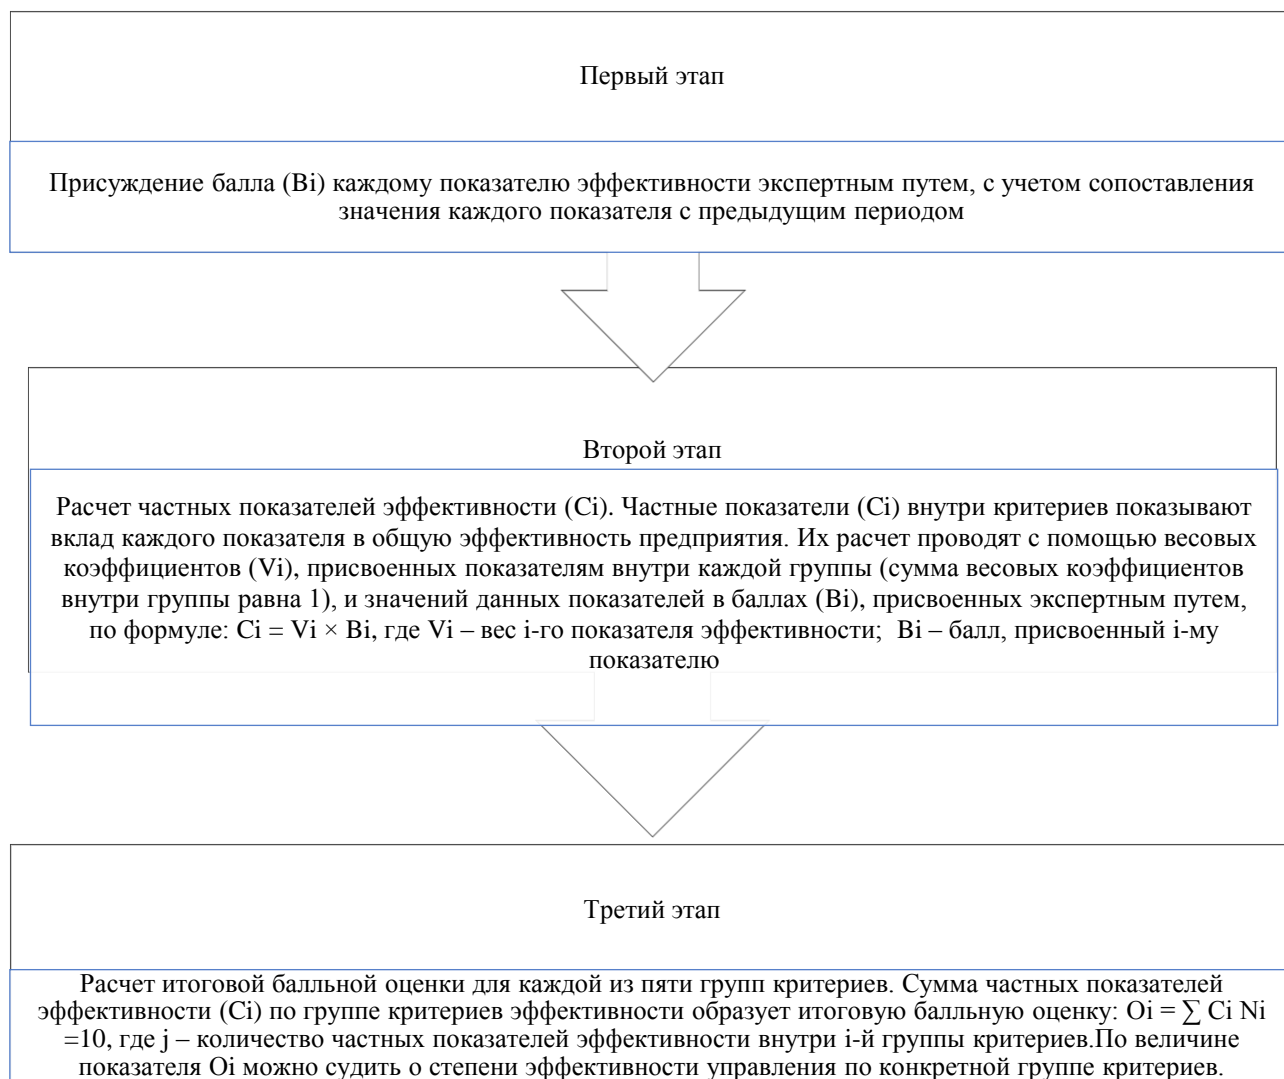 Первый этап
Присуждение балла (Bi) каждому показателю эффективности экспертным путем, с учетом сопоставления
значения каждого показателя с предыдущим периодом
Второй этап
Расчет частных показателей эффективности (Ci). Частные показатели (Ci) внутри критериев показывают
вклад каждого показателя в общую эффективность предприятия. Их расчет проводят с помощью весовых
коэффициентов (Vi), присвоенных показателям внутри каждой группы (сумма весовых коэффициентов
внутри группы равна 1), и значений данных показателей в баллах (Bi), присвоенных экспертным путем,
по формуле: Ci = Vi × Bi, где Vi – вес i-го показателя эффективности;  Bi – балл, присвоенный i-му
показателю
Третий этап
Расчет итоговой балльной оценки для каждой из пяти групп критериев. Сумма частных показателей
эффективности (Ci) по группе критериев эффективности образует итоговую балльную оценку: Oi = ∑ Ci Ni
=10, где j – количество частных показателей эффективности внутри i-й группы критериев.По величине
показателя Oi можно судить о степени эффективности управления по конкретной группе критериев.